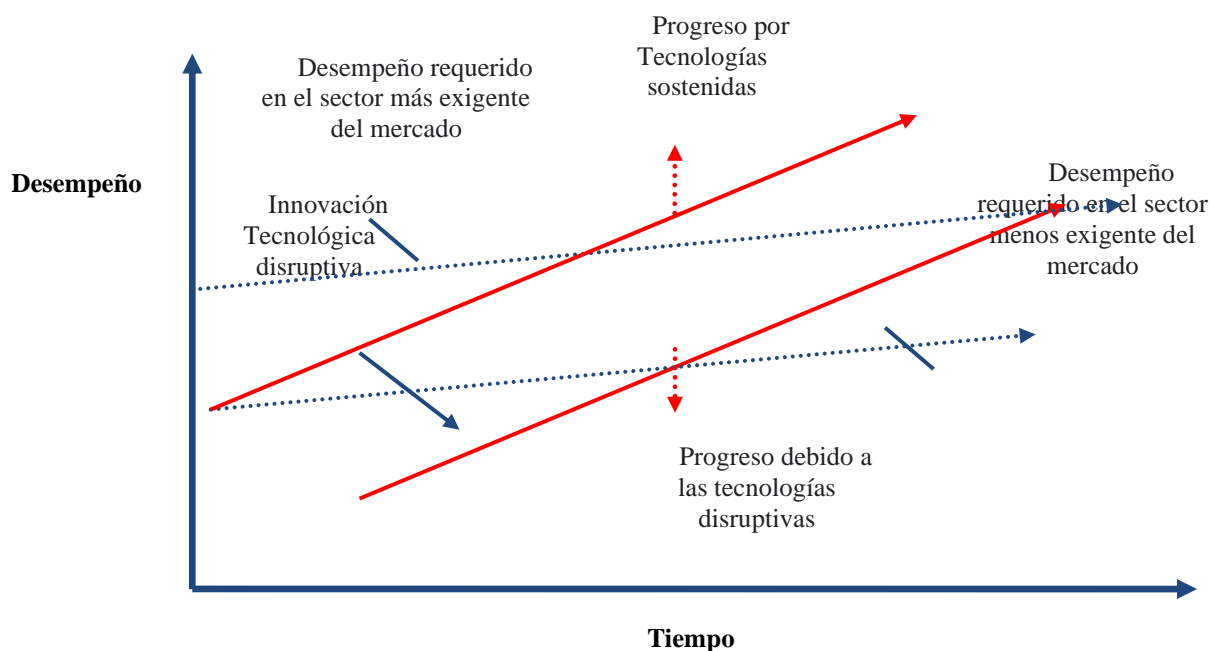 Progreso por
Tecnologías
sostenidas
Desempeño requerido
en el sector más exigente
del mercado
Desempeño
Innovación
Tecnológica
disruptiva
Desempeño
requerido en el sector
menos exigente del
mercado
Progreso debido a
las tecnologías
disruptivas
Tiempo